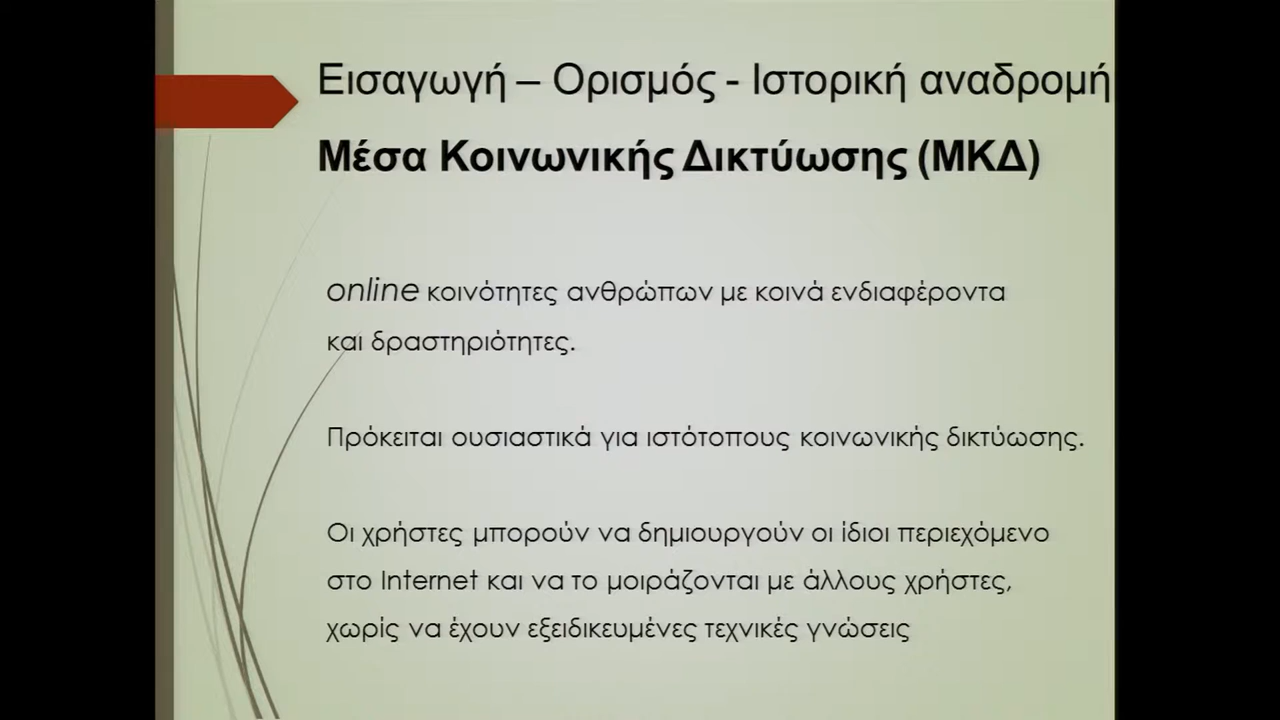 Εισαγωγή – Ορισμός - Ιστορική αναδρομή
Μέσα Κοινωνικής Δικτύωσης (ΜΚΔ)
online κοινότητες ανθρώπων με κοινά ενδιαφέροντα
και δραστηριότητες.
Πρόκειται ουσιαστικά για ιστότοπους κοινωνικής δικτύωσης.
Οι χρήστες μπορούν να δημιουργούν οι ίδιοι περιεχόμενο
στο Internet και να το μοιράζονται με άλλους χρήστες,
χωρίς να έχουν εξειδικευμένες τεχνικές γνώσεις